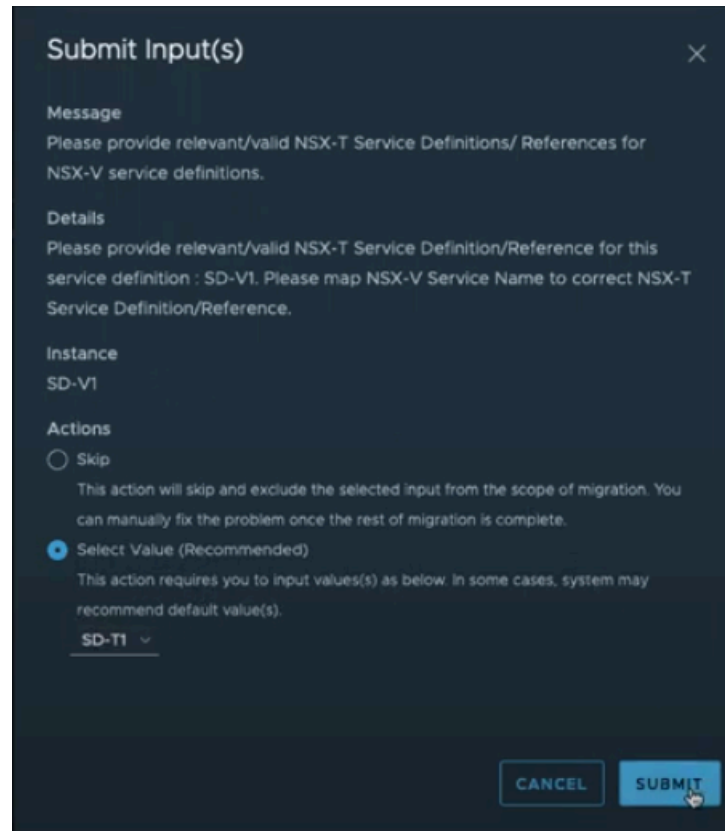 Submit Input(s)
Message
Please provide relevant/valid NSX-T Service Definitions/ References for
NSX-V service definitions.
Details
Please provide relevant/valid NSX-T Service Definition/Reference for this
service definition : SD-V1. Please map NSX-V Service Name to correct NSX-T
Service Definition/Reference.
Instance
SD-V1
Actions
Skip
This action will skip and exclude the selected input from the scope of migration. You
can manually fix the problem once the rest of migration is complete.
Select Value (Recommended)
This action requires you to input values(s) as below. In some cases, system may
recommend default value(s).
SD-T1
CANCEL
SUBMIT